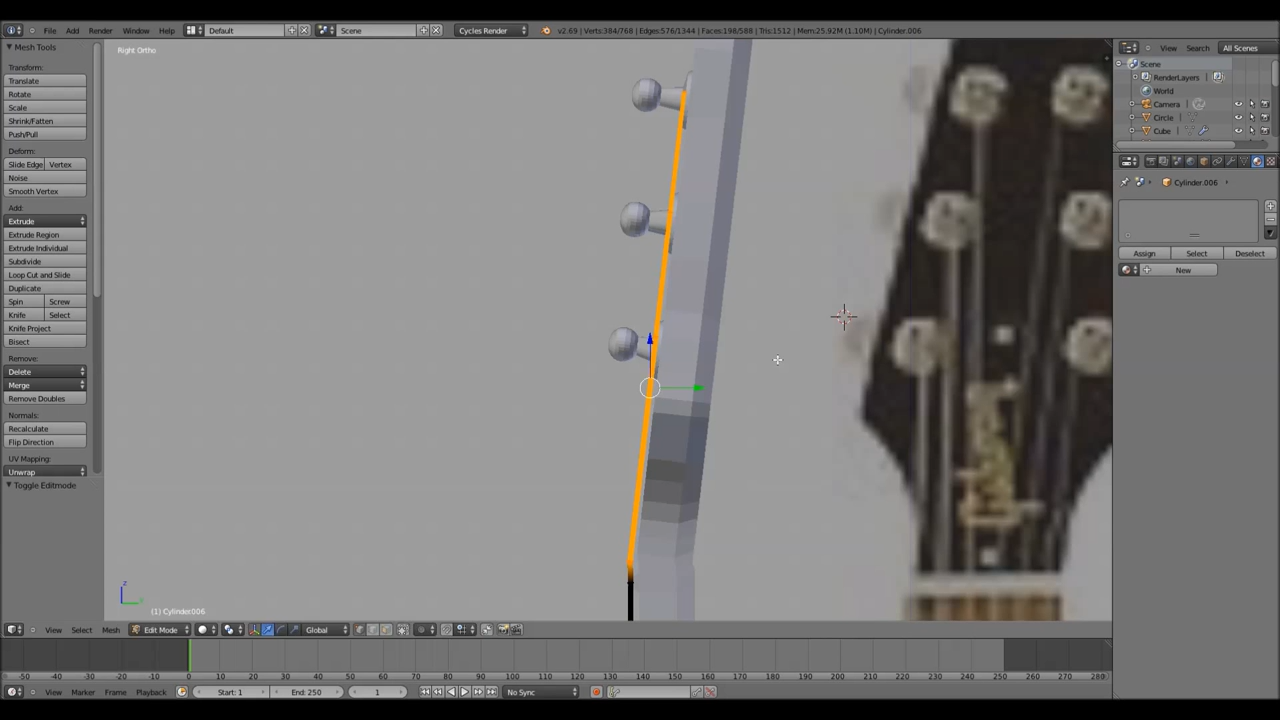 File Add Render Window Help Default Scene Cycles Render v2.69 | Verts:384/768 | Edges:576/1344 | Faces:198/588 | Tris:1512 | Mem:25.92M (1.10M) | Cylinder.006
Mesh Tools
Right Ortho
View Search All Scenes
Transform:
Translate
Rotate
Scale
Shrink/Fatten
Push/Pull
Deform:
Slide Edge Vertex
Noise
Smooth Vertex
Add:
Extrude
Extrude Region
Extrude Individual
Subdivide
Loop Cut and Slide
Duplicate
Spin Screw
Knife Select
Knife Project
Bisect
Remove:
Delete
Merge
Remove Doubles
Normals:
Recalculate
Flip Direction
UV Mapping:
Unwrap
Toggle Editmode
Scene
RenderLayers
World
Camera
Circle
Cube
Cylinder.006
Assign Select Deselect
New
z
(1) Cylinder.006
View Select Mesh Edit Mode Global
-50 -40 -30 -20 -10 0 10 20 30 40 50 60 70 80 90 100 110 120 130 140 150 160 170 180 190 200 210 220 230 240 250 260 270 280
View Marker Frame Playback Start: 1 End: 250 1 No Sync